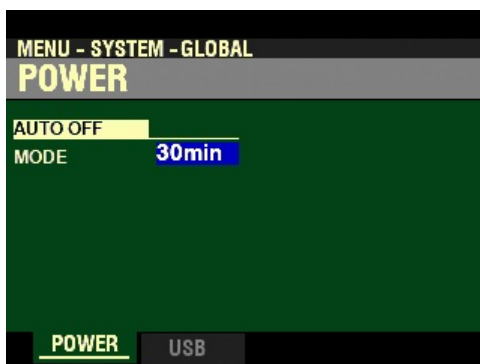 MENU - SYSTEM - GLOBAL
POWER
AUTO OFF
MODE 30min
POWER USB